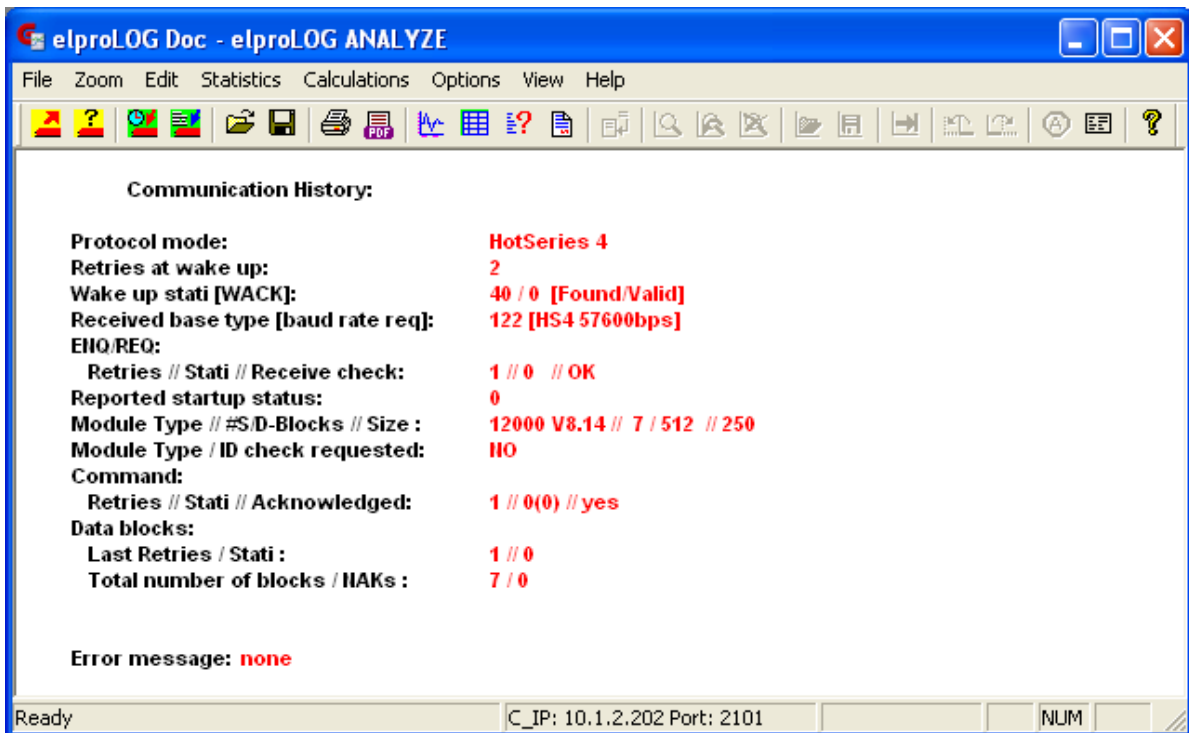 elproLOG Doc - elproLOG ANALYZE
File Zoom Edit Statistics Calculations Options View Help
PDF
Communication History:
Protocol mode: HotSeries 4
Retries at wake up: 2
Wake up stati [WACK]: 40 / 0 [Found/Valid]
Received base type [baud rate req]: 122 [HS4 57600bps]
ENQ/REQ:
Retries // Stati // Receive check: 1 // 0 // OK
Reported startup status: 0
Module Type // #S/D-Blocks // Size : 12000 V8.14 // 7 / 512 // 250
Module Type / ID check requested: NO
Command:
Retries // Stati // Acknowledged: 1 // 0(0) // yes
Data blocks:
Last Retries / Stati : 1 // 0
Total number of blocks / NAKs : 7 / 0
Error message: none
Ready C_IP: 10.1.2.202 Port: 2101 NUM